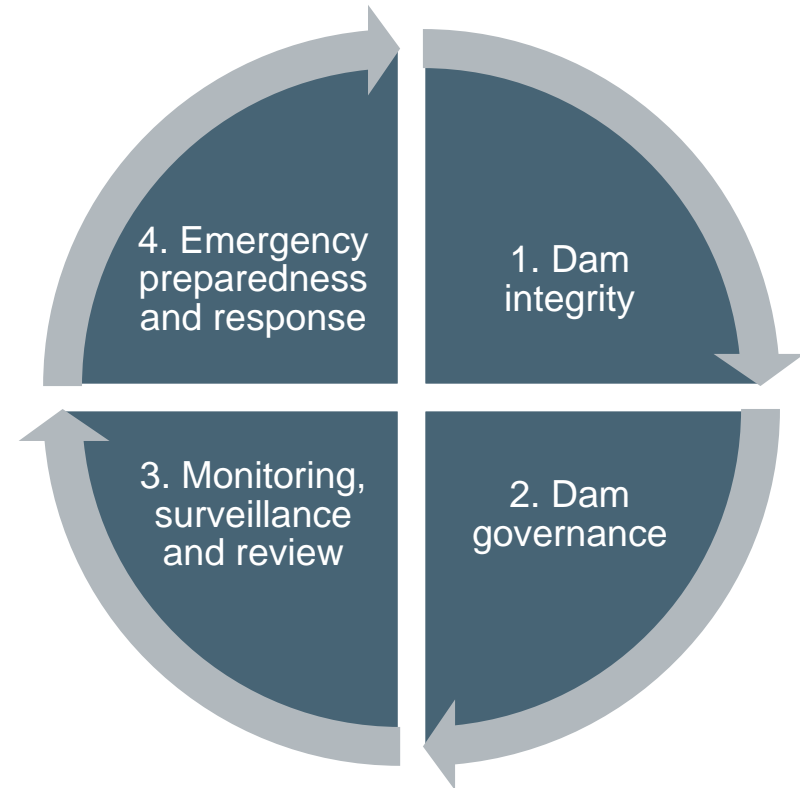 1. Dam
integrity
2. Dam
governance
3. Monitoring,
surveillance
and review
4. Emergency
preparedness
and response